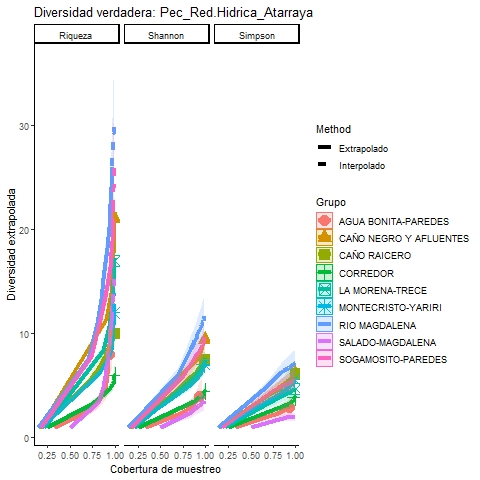 Diversidad verdadera: Pec_Red.Hidrica_Atarraya
Riqueza Shannon Simpson
30
20
10
0
Diversidad extrapolada
0.25 0.50 0.75 1.00 0.25 0.50 0.75 1.00 0.25 0.50 0.75 1.00
Cobertura de muestreo
Method
Extrapolado
Interpolado
Grupo
AGUA BONITA-PAREDES
CAÑO NEGRO Y AFLUENTES
CAÑO RAICERO
CORREDOR
LA MORENA-TRECE
MONTECRISTO-YARIRI
RIO MAGDALENA
SALADO-MAGDALENA
SOGAMOSITO-PAREDES